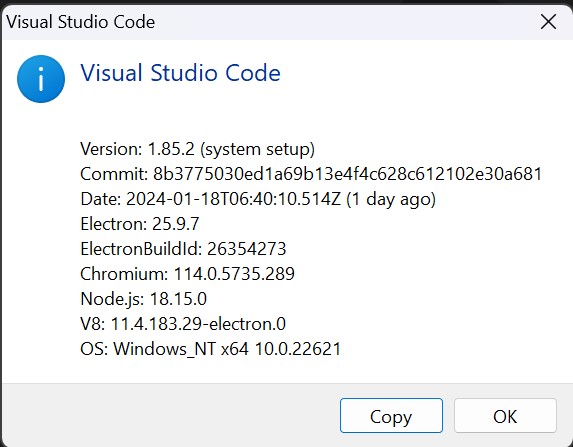 Visual Studio Code
Visual Studio Code
Version: 1.85.2 (system setup)
Commit: 8b3775030ed1a69b13e4f4c628c612102e30a681
Date: 2024-01-18T06:40:10.514Z (1 day ago)
Electron: 25.9.7
ElectronBuildId: 26354273
Chromium: 114.0.5735.289
Node.js: 18.15.0
V8: 11.4.183.29-electron.0
OS: Windows_NT x64 10.0.22621
Copy
OK